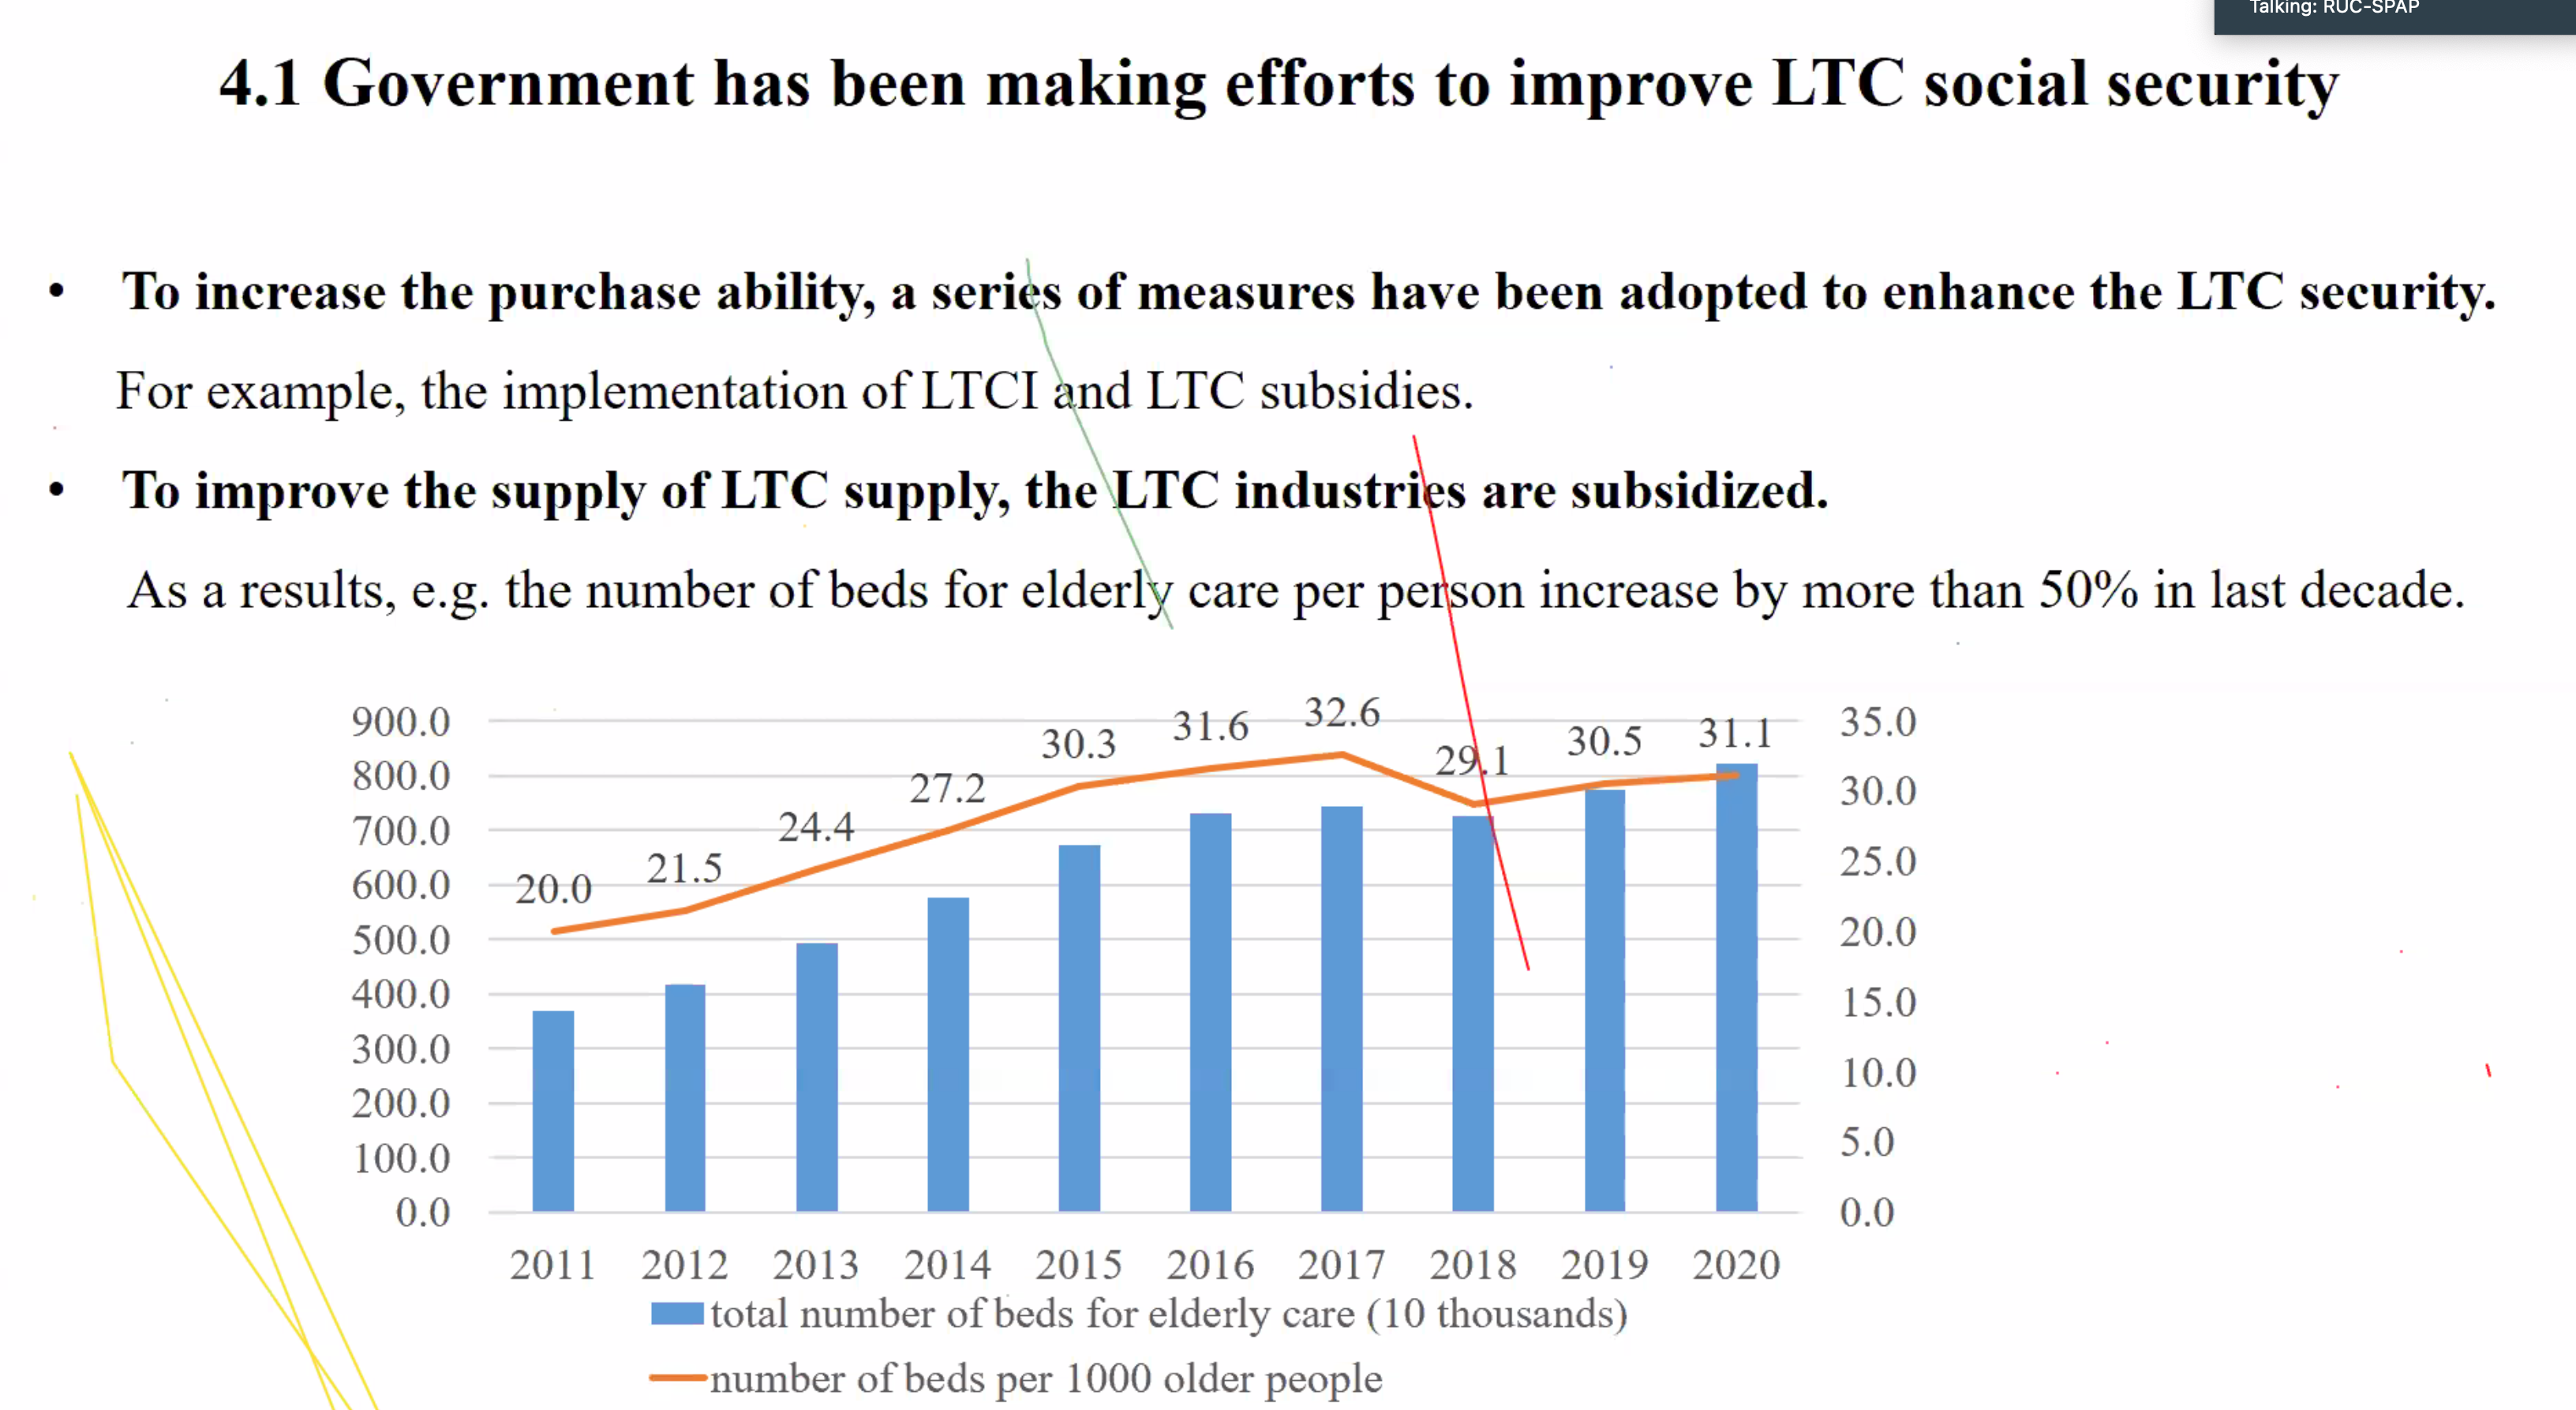 Talking: RUC-SPAP
4.1 Government has been making efforts to improve LTC social security
• To increase the purchase ability, a series of measures have been adopted to enhance the LTC security.
For example, the implementation of LTCI and LTC subsidies.
• To improve the supply of LTC supply, the LTC industries are subsidized.
As a results, e.g. the number of beds for elderly care per person increase by more than 50% in last decade.
900.0
800.0
700.0
600.0
500.0
400.0
300.0
200.0
100.0
0.0
20.0 21.5 24.4 27.2 30.3 31.6 32.6 29.1 30.5 31.1
35.0
30.0
25.0
20.0
15.0
10.0
5.0
0.0
2011 2012 2013 2014 2015 2016 2017 2018 2019 2020
total number of beds for elderly care (10 thousands)
number of beds per 1000 older people